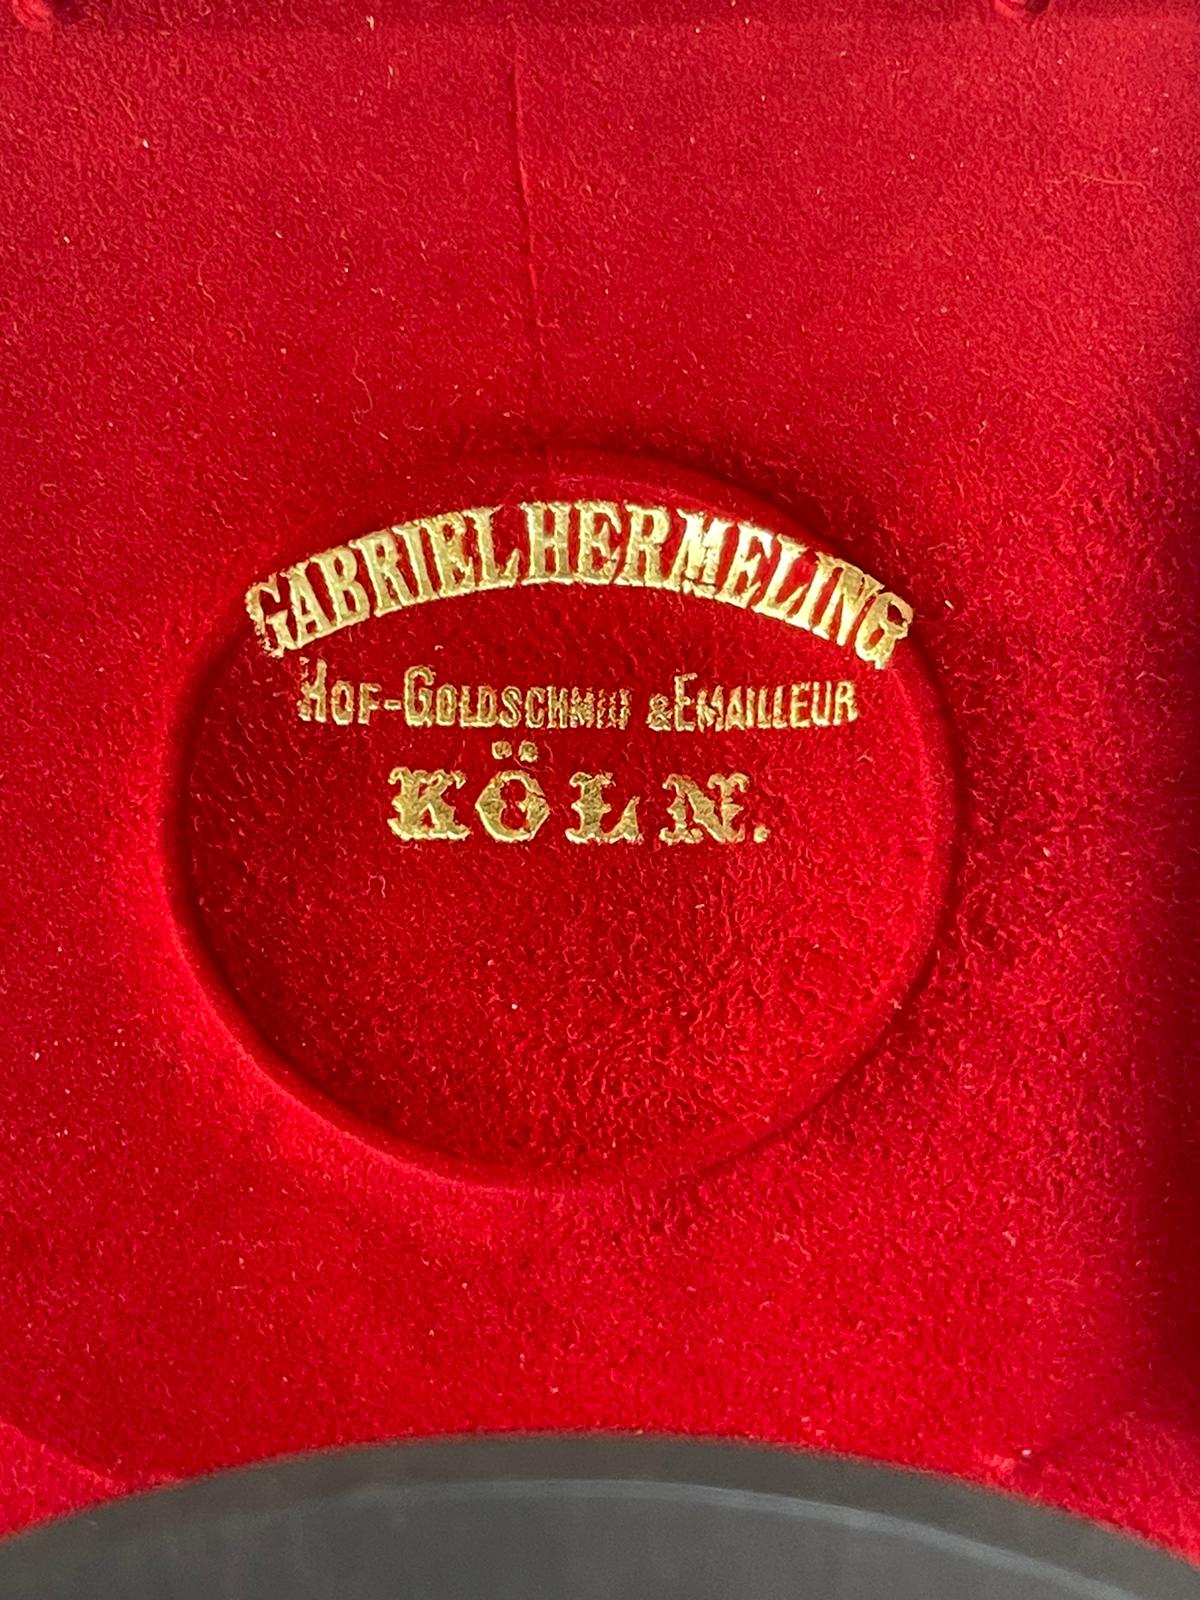 GABRIEL HERMELING
HOF-GOLDSCHMIED & EMAILLEUR
KÖLN.